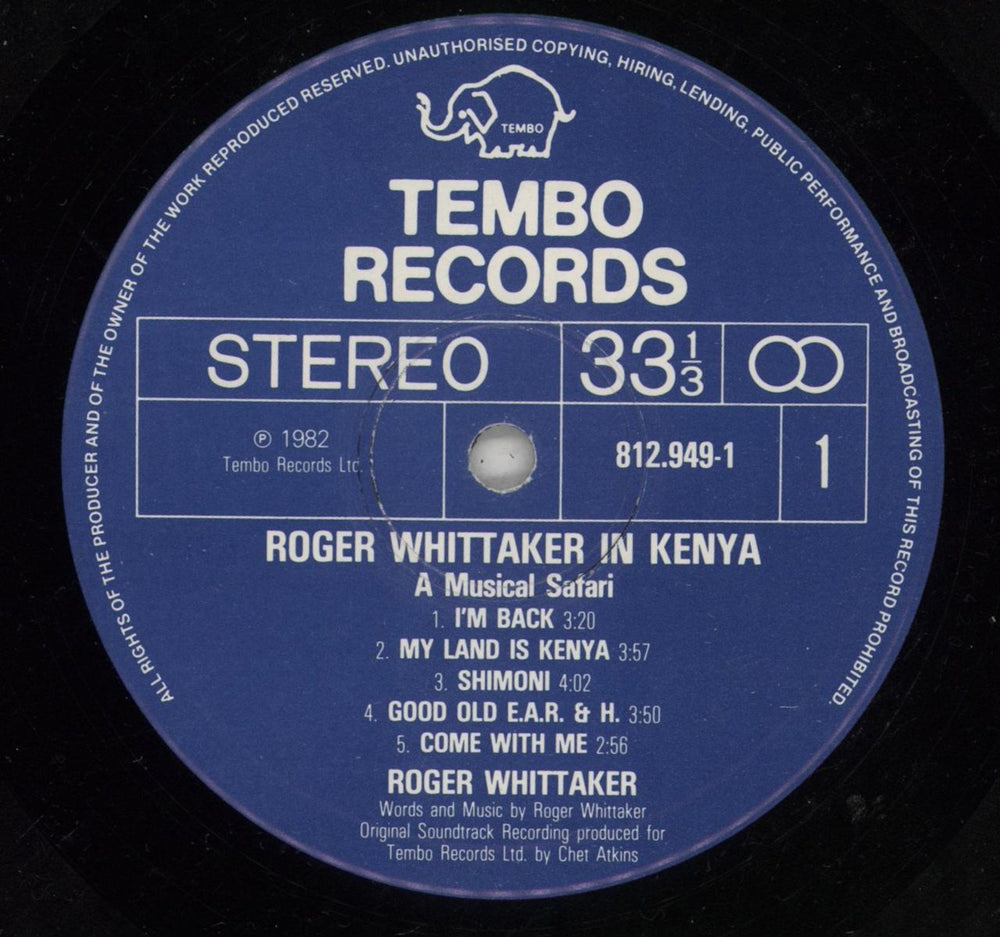 ALL RIGHTS OF THE PRODUCER AND OF THE OWNER OF THE WORK REPRODUCED RESERVED. UNAUTHORISED COPYING, HIRING, LENDING, PUBLIC PERFORMANCE AND BROADCASTING OF THIS RECORD PROHIBITED.
TEMBO
TEMBO
RECORDS
STEREO 33 1/3
℗ 1982
Tembo Records Ltd.
812.949-1 1
ROGER WHITTAKER IN KENYA
A Musical Safari
1. I'M BACK 3:20
2. MY LAND IS KENYA 3:57
3. SHIMONI 4:02
4. GOOD OLD E.A.R. & H. 3:50
5. COME WITH ME 2:56
ROGER WHITTAKER
Words and Music by Roger Whittaker
Original Soundtrack Recording produced for
Tembo Records Ltd. by Chet Atkins